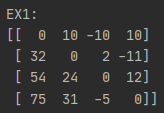 EX1:
[[  0  10 -10  10]
 [ 32   0   2 -11]
 [ 54  24   0  12]
 [ 75  31  -5   0]]